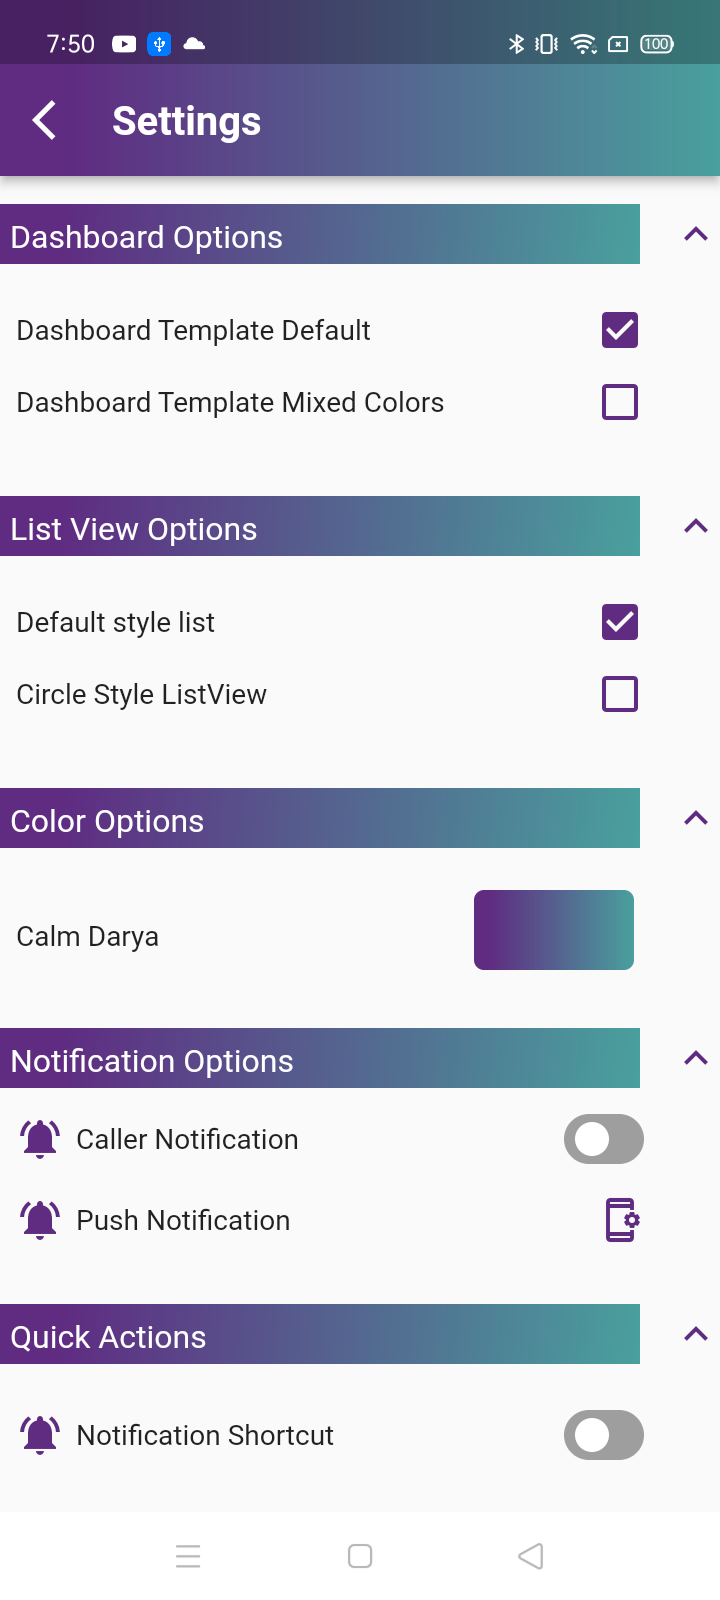 7:50
100
Settings
Dashboard Options
Dashboard Template Default
Dashboard Template Mixed Colors
List View Options
Default style list
Circle Style ListView
Color Options
Calm Darya
Notification Options
Caller Notification
Push Notification
Quick Actions
Notification Shortcut